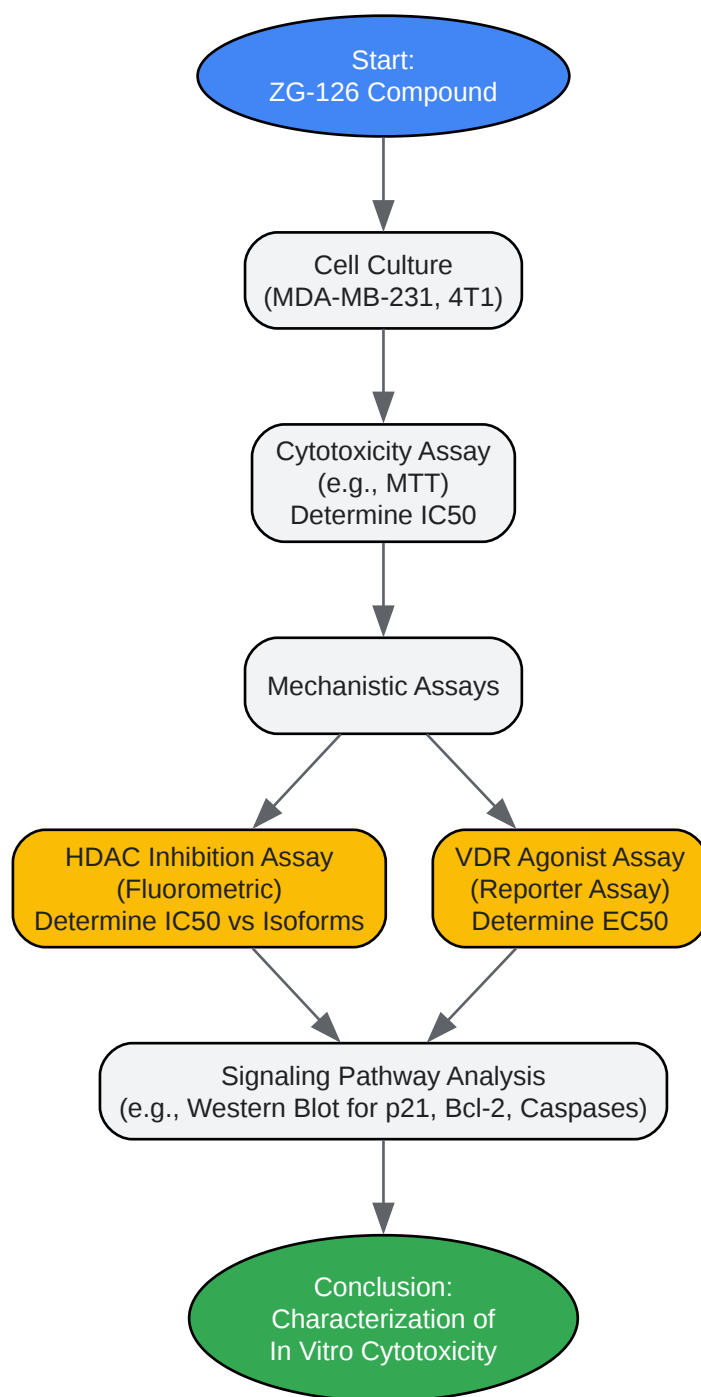 Start:
ZG-126 Compound
Cell Culture
(MDA-MB-231, 4T1)
Cytotoxicity Assay
(e.g., MTT)
Determine IC50
Mechanistic Assays
HDAC Inhibition Assay
(Fluorometric)
Determine IC50 vs Isoforms
VDR Agonist Assay
(Reporter Assay)
Determine EC50
Signaling Pathway Analysis
(e.g., Western Blot for p21, Bcl-2, Caspases)
Conclusion:
Characterization of
In Vitro Cytotoxicity